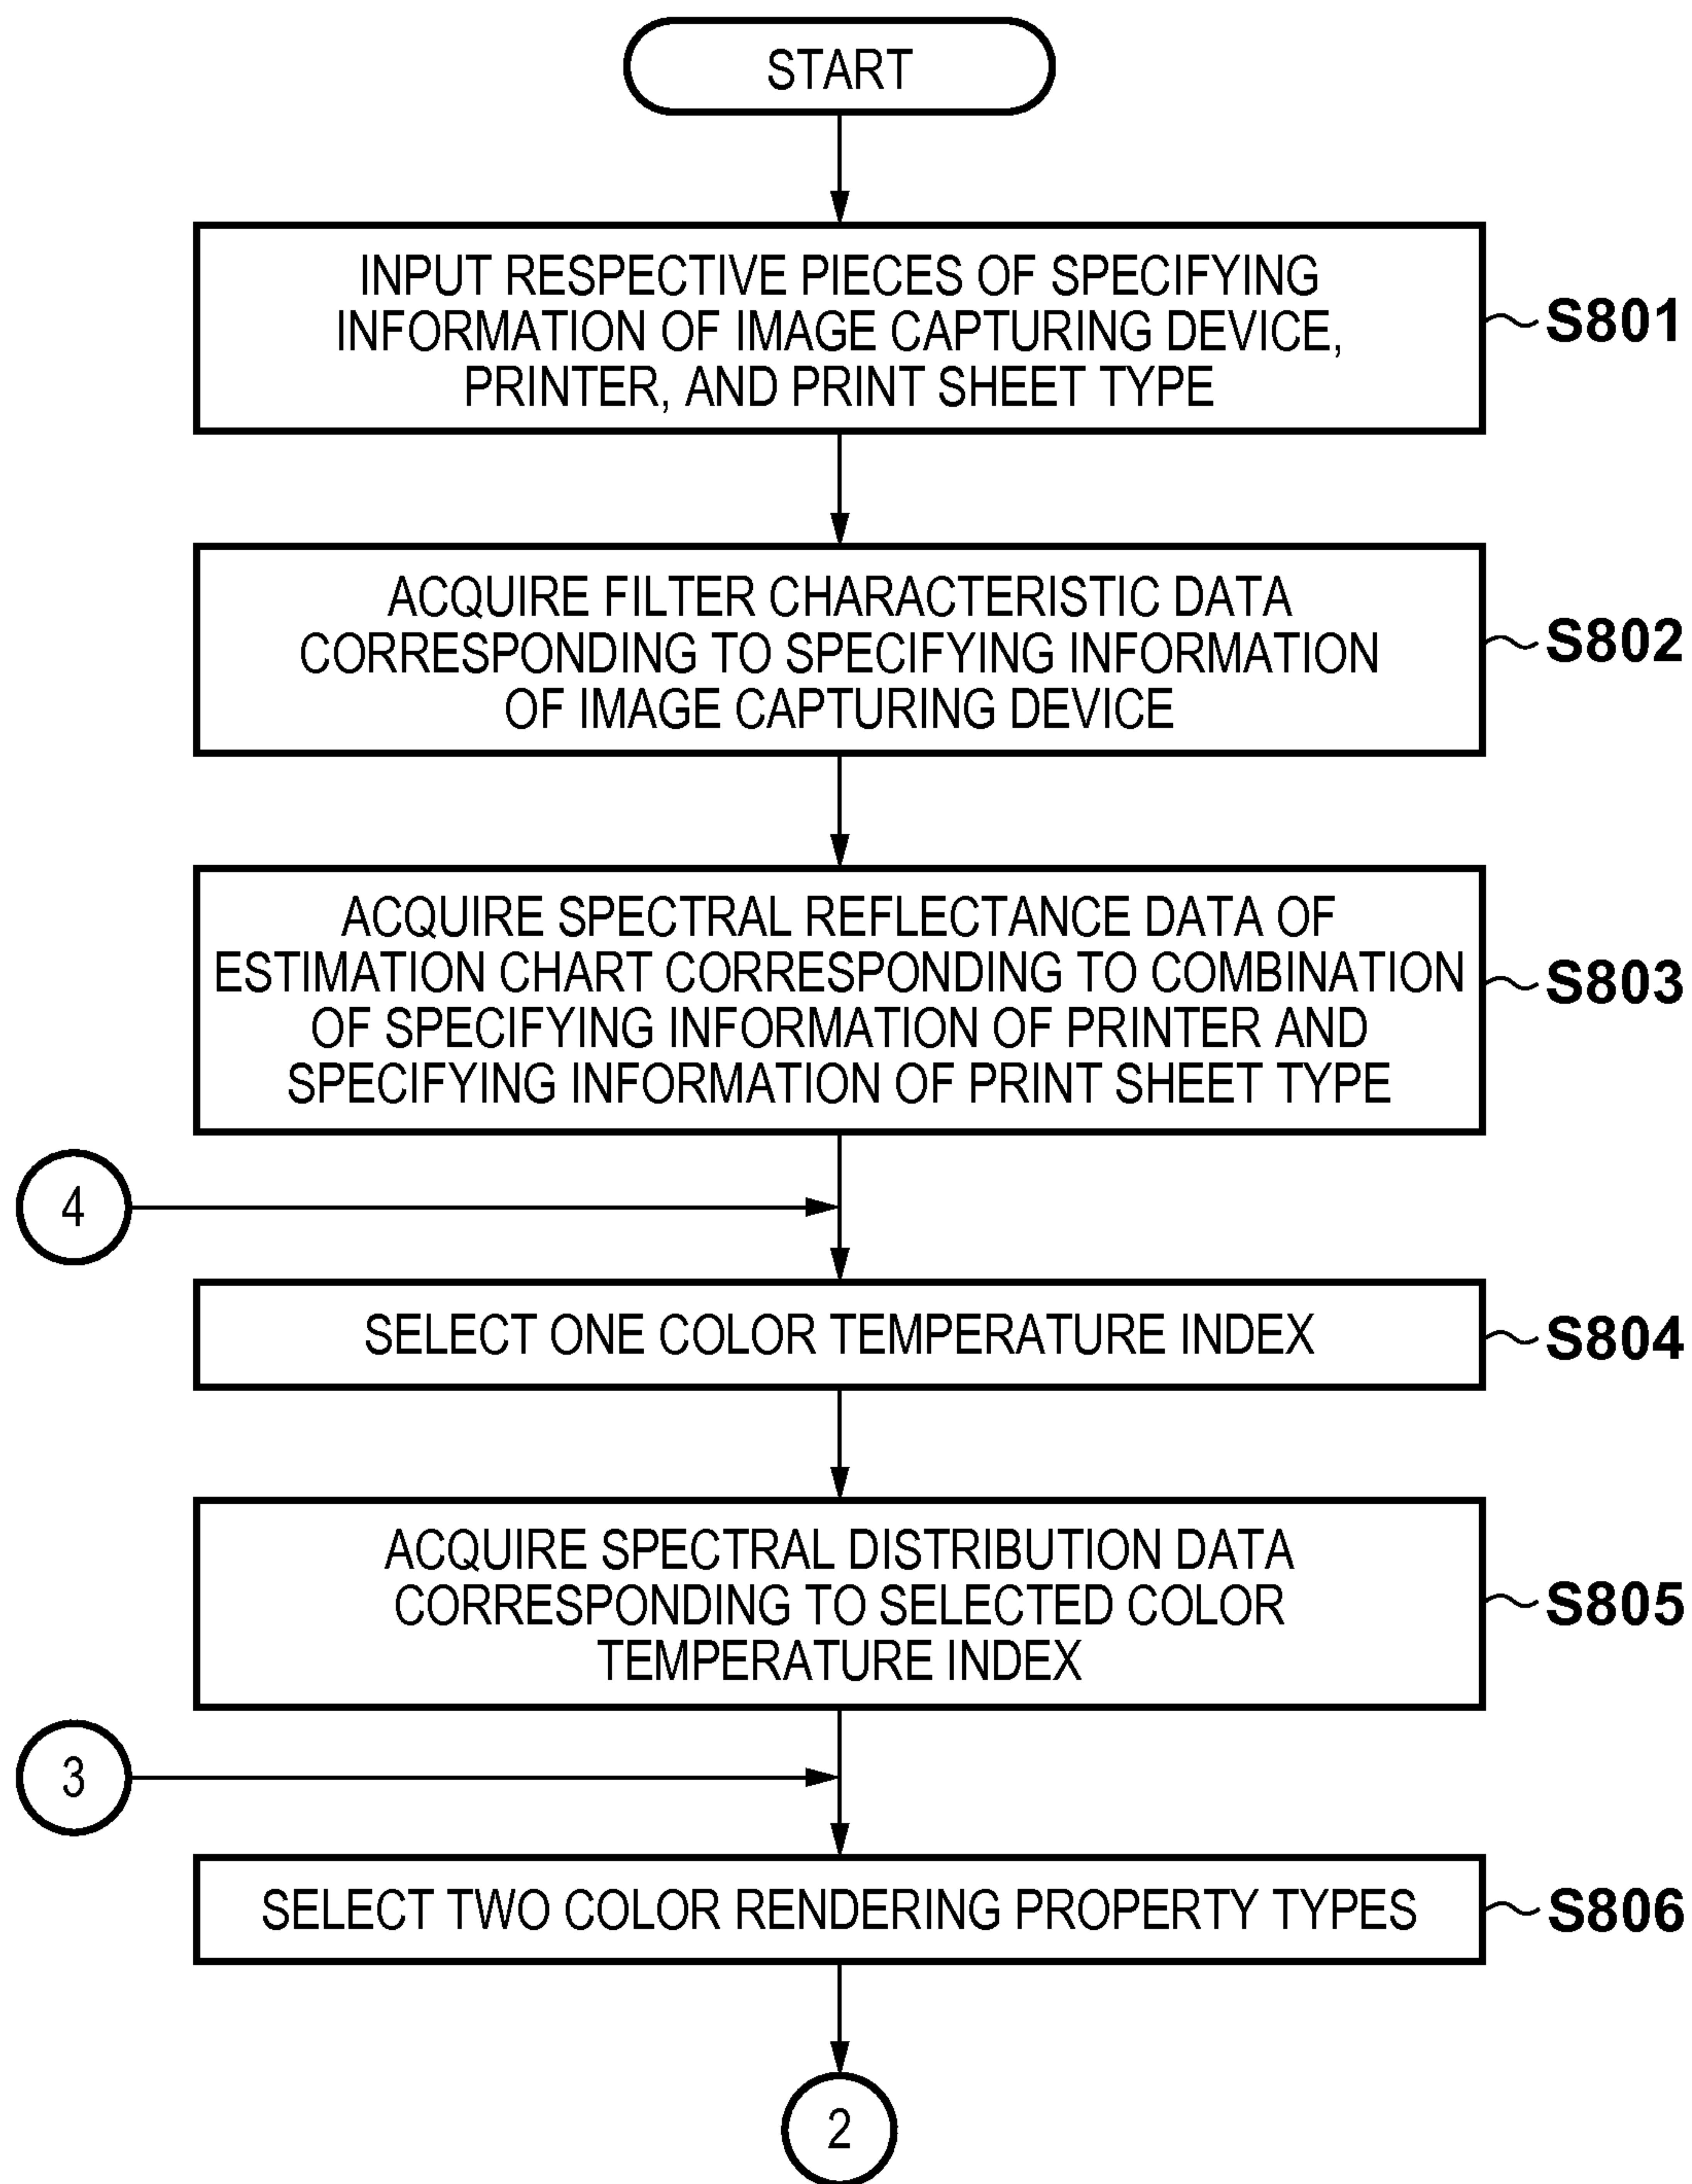 START
INPUT RESPECTIVE PIECES OF SPECIFYING
INFORMATION OF IMAGE CAPTURING DEVICE,
PRINTER, AND PRINT SHEET TYPE
S801
ACQUIRE FILTER CHARACTERISTIC DATA
CORRESPONDING TO SPECIFYING INFORMATION
OF IMAGE CAPTURING DEVICE
S802
ACQUIRE SPECTRAL REFLECTANCE DATA OF
ESTIMATION CHART CORRESPONDING TO COMBINATION
OF SPECIFYING INFORMATION OF PRINTER AND
SPECIFYING INFORMATION OF PRINT SHEET TYPE
S803
4
SELECT ONE COLOR TEMPERATURE INDEX
S804
ACQUIRE SPECTRAL DISTRIBUTION DATA
CORRESPONDING TO SELECTED COLOR
TEMPERATURE INDEX
S805
3
SELECT TWO COLOR RENDERING PROPERTY TYPES
S806
2